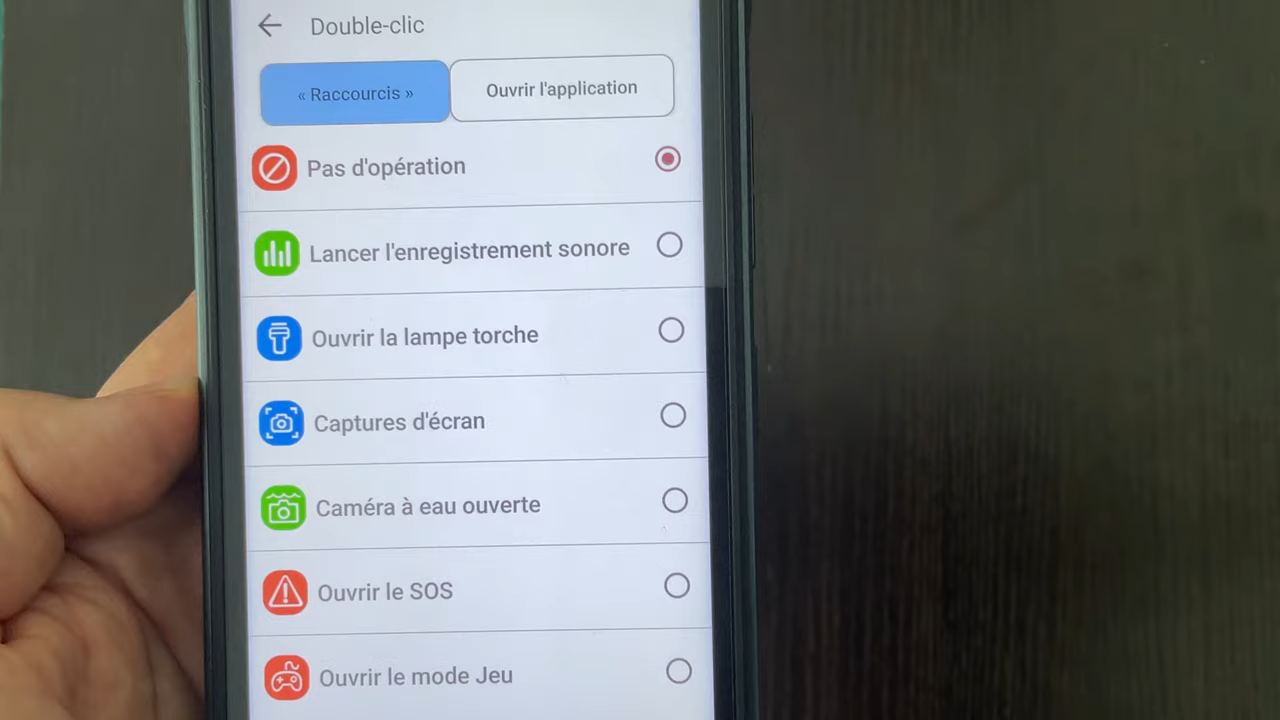 Double-clic
« Raccourcis »
Ouvrir l'application
Pas d'opération
Lancer l'enregistrement sonore
Ouvrir la lampe torche
Captures d'écran
Caméra à eau ouverte
Ouvrir le SOS
Ouvrir le mode Jeu